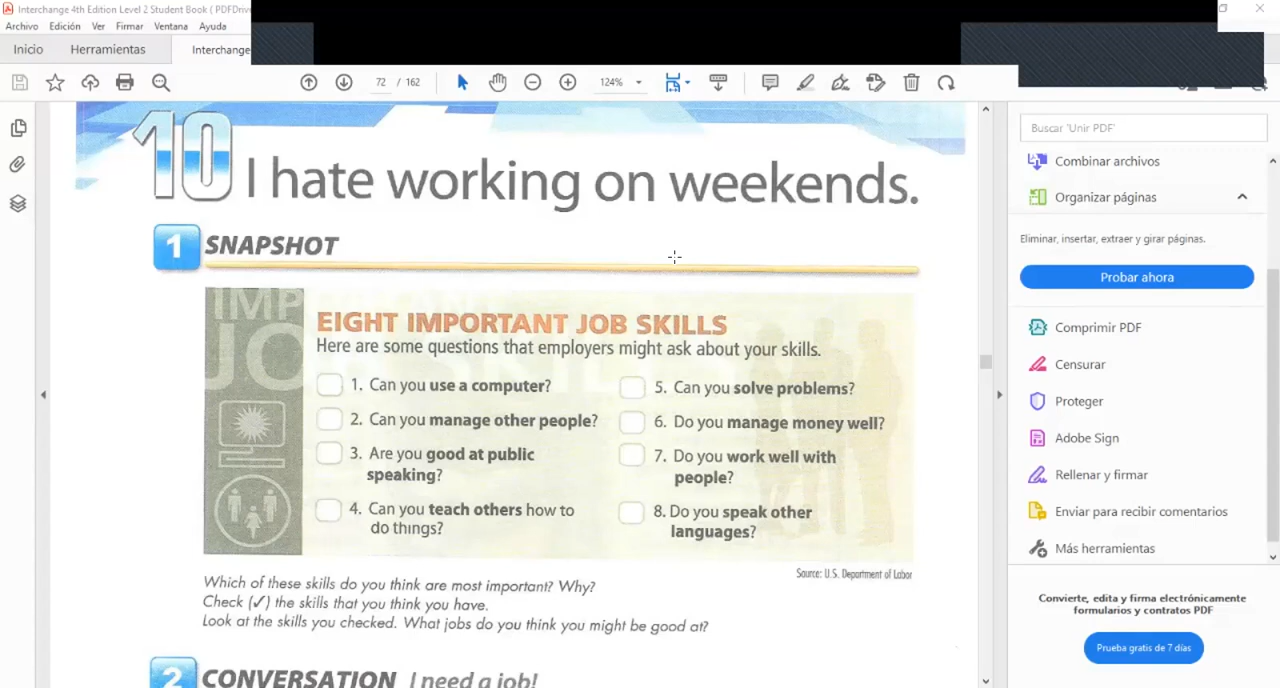 Interchange 4th Edition Level 2 Student Book ( PDFDrive
Archivo Edición Ver Firmar Ventana Ayuda
Inicio Herramientas Interchange
72 / 162 124%
10 I hate working on weekends.
1 SNAPSHOT
IMP
JO
EIGHT IMPORTANT JOB SKILLS
Here are some questions that employers might ask about your skills.
1. Can you use a computer?
2. Can you manage other people?
3. Are you good at public
speaking?
4. Can you teach others how to
do things?
5. Can you solve problems?
6. Do you manage money well?
7. Do you work well with
people?
8. Do you speak other
languages?
Source: U.S. Department of Labor
Which of these skills do you think are most important? Why?
Check (✓) the skills that you think you have.
Look at the skills you checked. What jobs do you think you might be good at?
2 CONVERSATION I need a job!
Buscar 'Unir PDF'
Combinar archivos
Organizar páginas
Eliminar, insertar, extraer y girar páginas.
Probar ahora
Comprimir PDF
Censurar
Proteger
Adobe Sign
Rellenar y firmar
Enviar para recibir comentarios
Más herramientas
Convierte, edita y firma electrónicamente
formularios y contratos PDF
Prueba gratis de 7 días